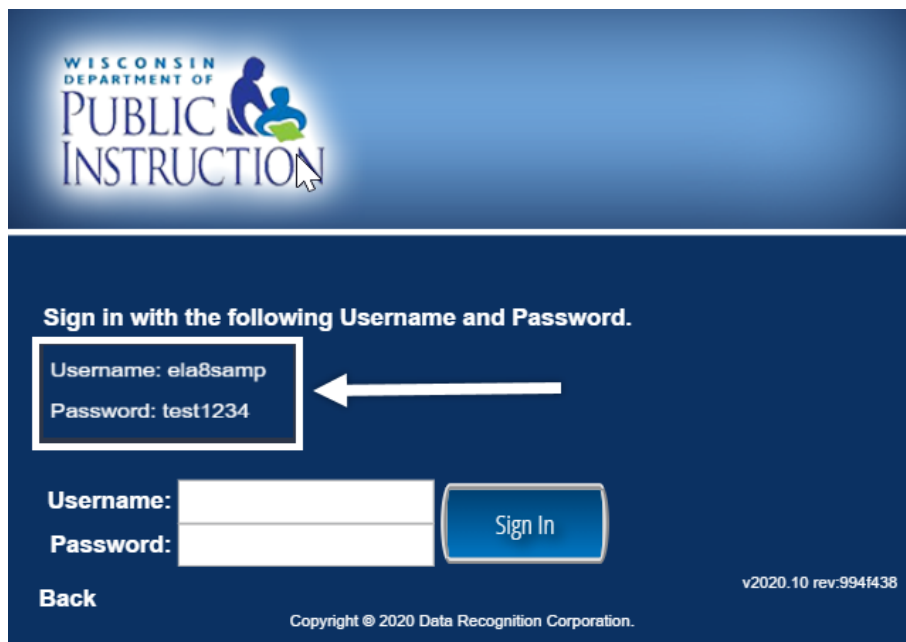 WISCONSIN
DEPARTMENT OF
PUBLIC
INSTRUCTION
Sign in with the following Username and Password.
Username: ela8samp
Password: test1234
Username:
Sign In
Password:
v2020.10 rev:994f438
Back
Copyright © 2020 Data Recognition Corporation.